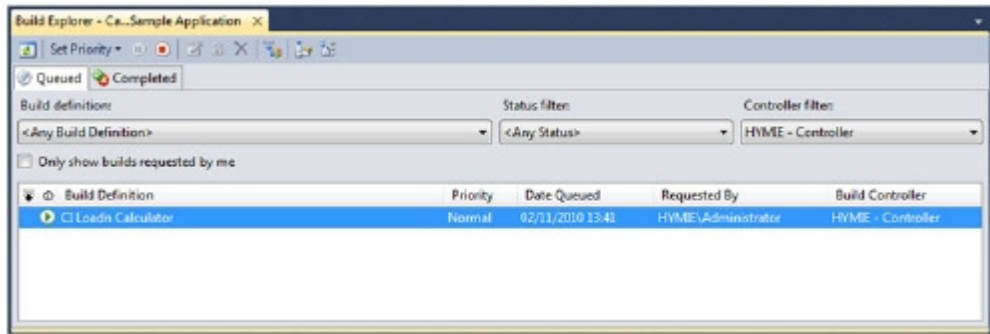 Build Explorer - Ca...Sample Application
Set Priority
Queued Completed
Build definition: Status filter: Controller filter:
<Any Build Definition> <Any Status> HYMIE - Controller
Only show builds requested by me
Build Definition Priority Date Queued Requested By Build Controller
CI Loadn Calculator Normal 02/11/2010 13:41 HYMIE\Administrator HYMIE - Controller